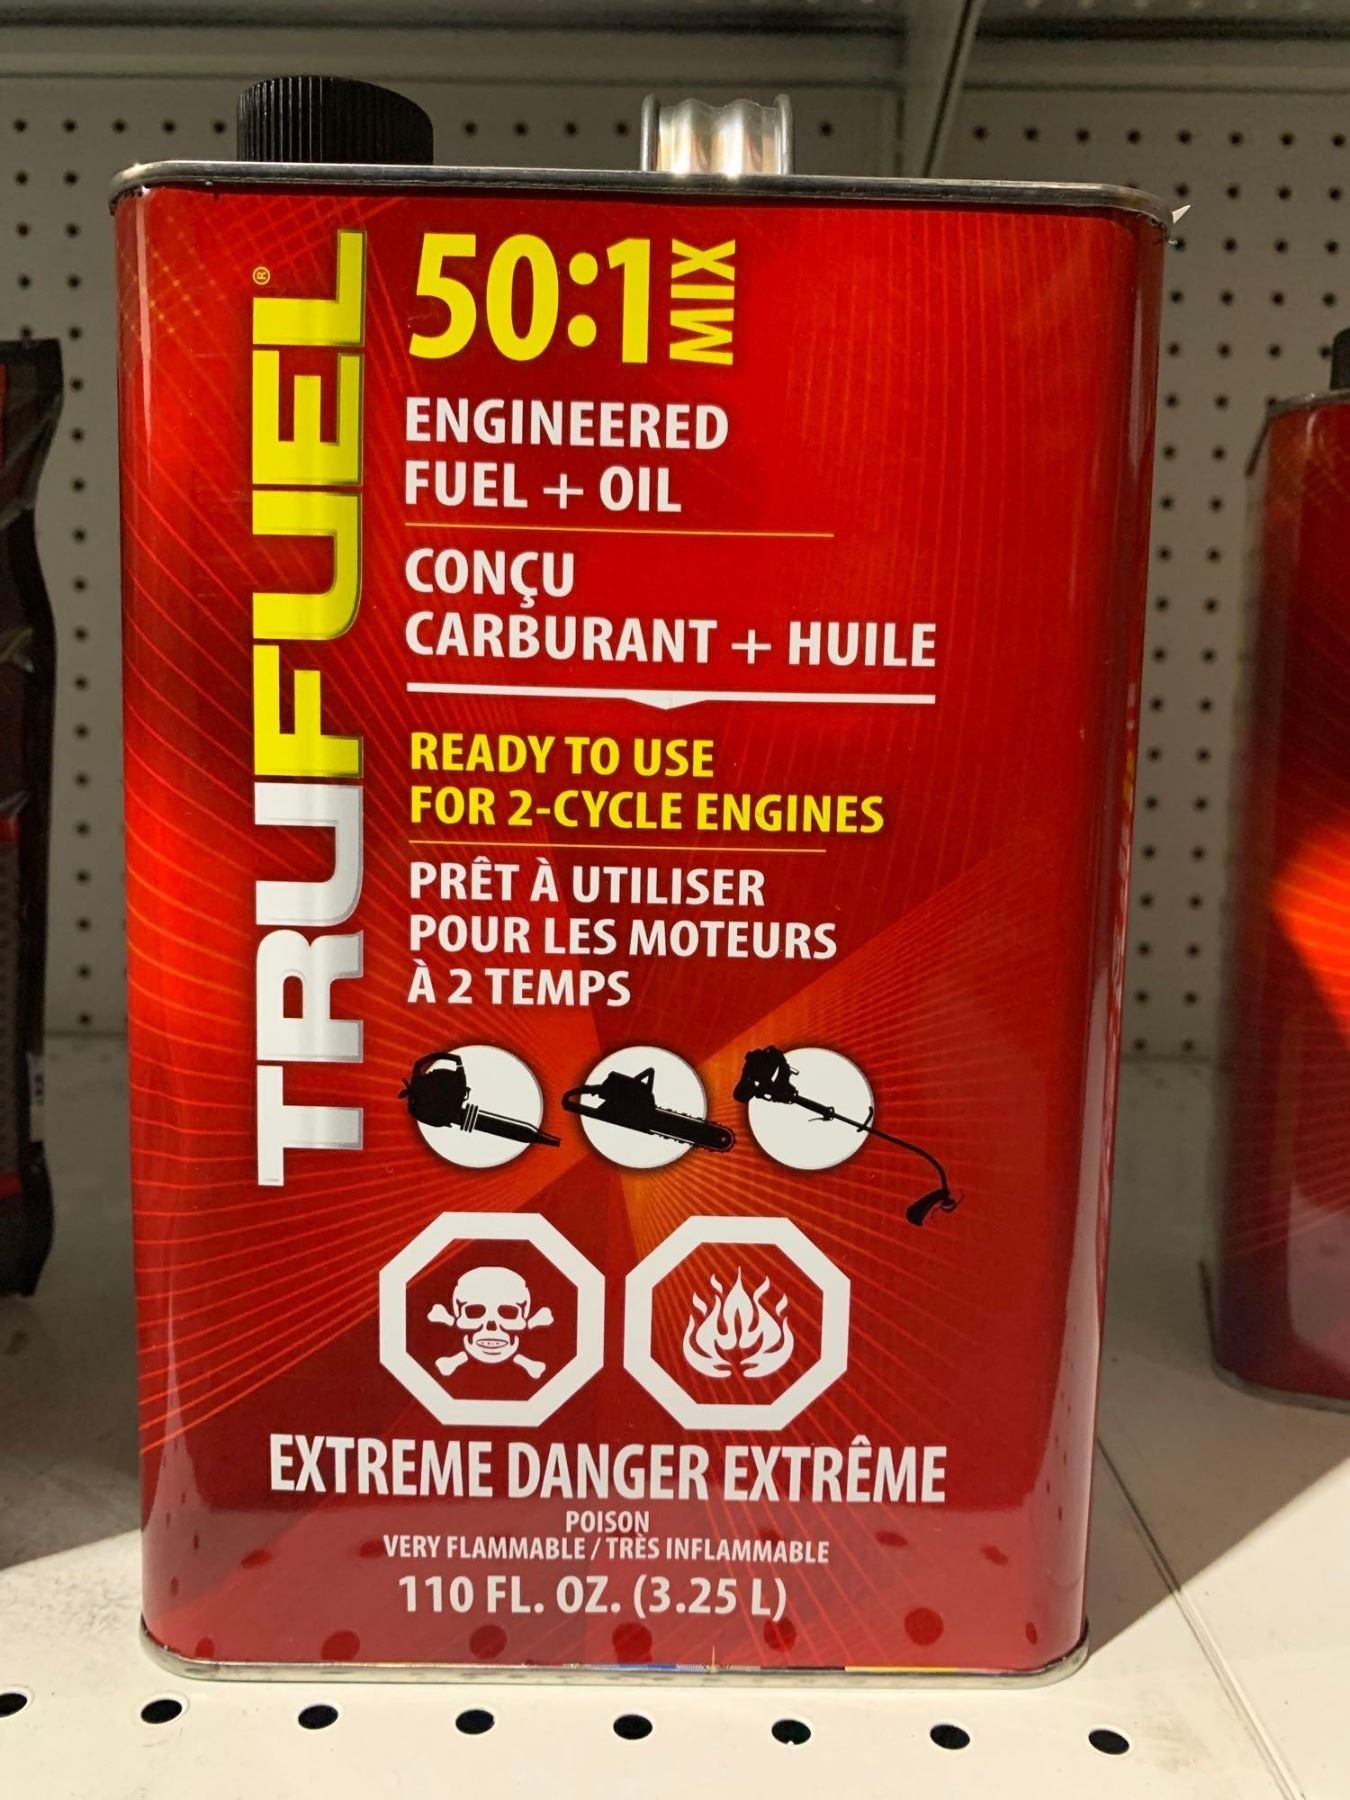 TRUFUEL®
50:1 MIX
ENGINEERED
FUEL + OIL
CONÇU
CARBURANT + HUILE
READY TO USE
FOR 2-CYCLE ENGINES
PRÊT À UTILISER
POUR LES MOTEURS
À 2 TEMPS
EXTREME DANGER EXTRÊME
POISON
VERY FLAMMABLE / TRÈS INFLAMMABLE
110 FL. OZ. (3.25 L)